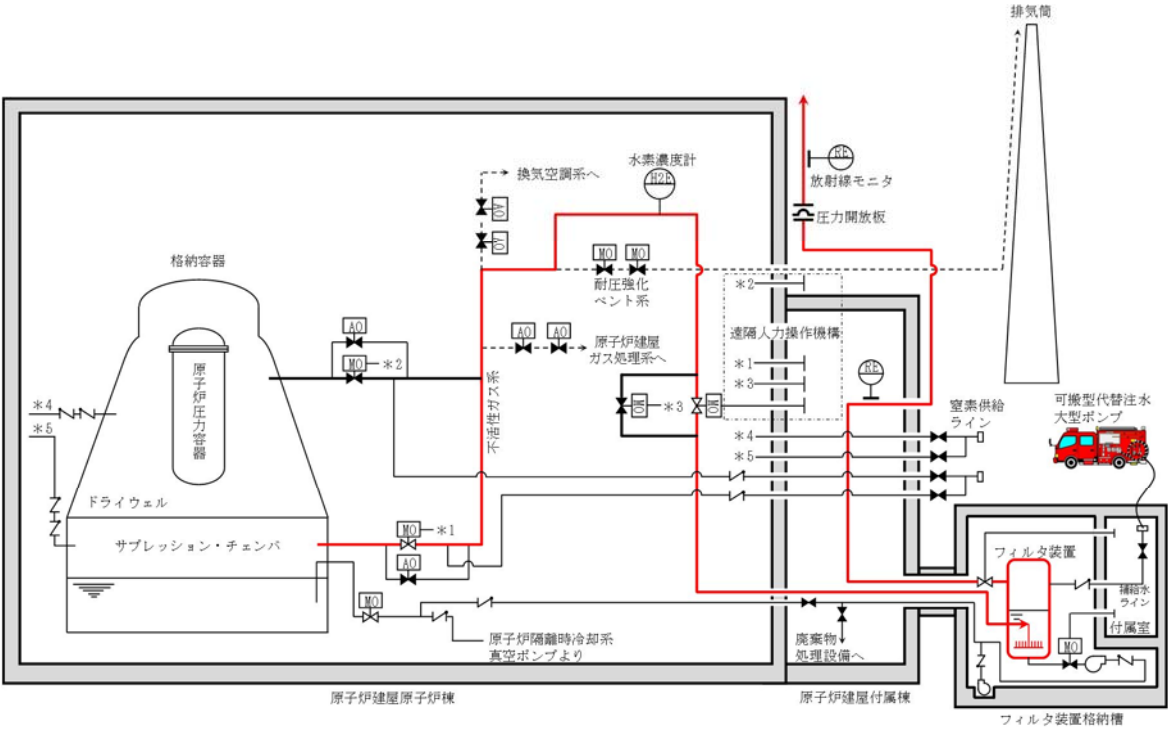 排気筒
水素濃度計
H2E
RE
放射線モニタ
換気空調系へ
AO
圧力開放板
AO
格納容器
MO
MO
耐圧強化
ベント系
*2
遠隔人力操作機構
AO
AO
AO
原子炉建屋
ガス処理系へ
MO
*2
*1
RE
原子炉圧力容器
不活性ガス系
*3
MO
*3
MO
窒素供給
ライン
可搬型代替注水
大型ポンプ
*4
*5
*4
*5
ドライウェル
サプレッション・チェンバ
MO
*1
AO
フィルタ装置
MO
補給水
ライン
付属室
原子炉隔離時冷却系
真空ポンプより
廃棄物
処理設備へ
MO
原子炉建屋原子炉棟
原子炉建屋付属棟
フィルタ装置格納槽